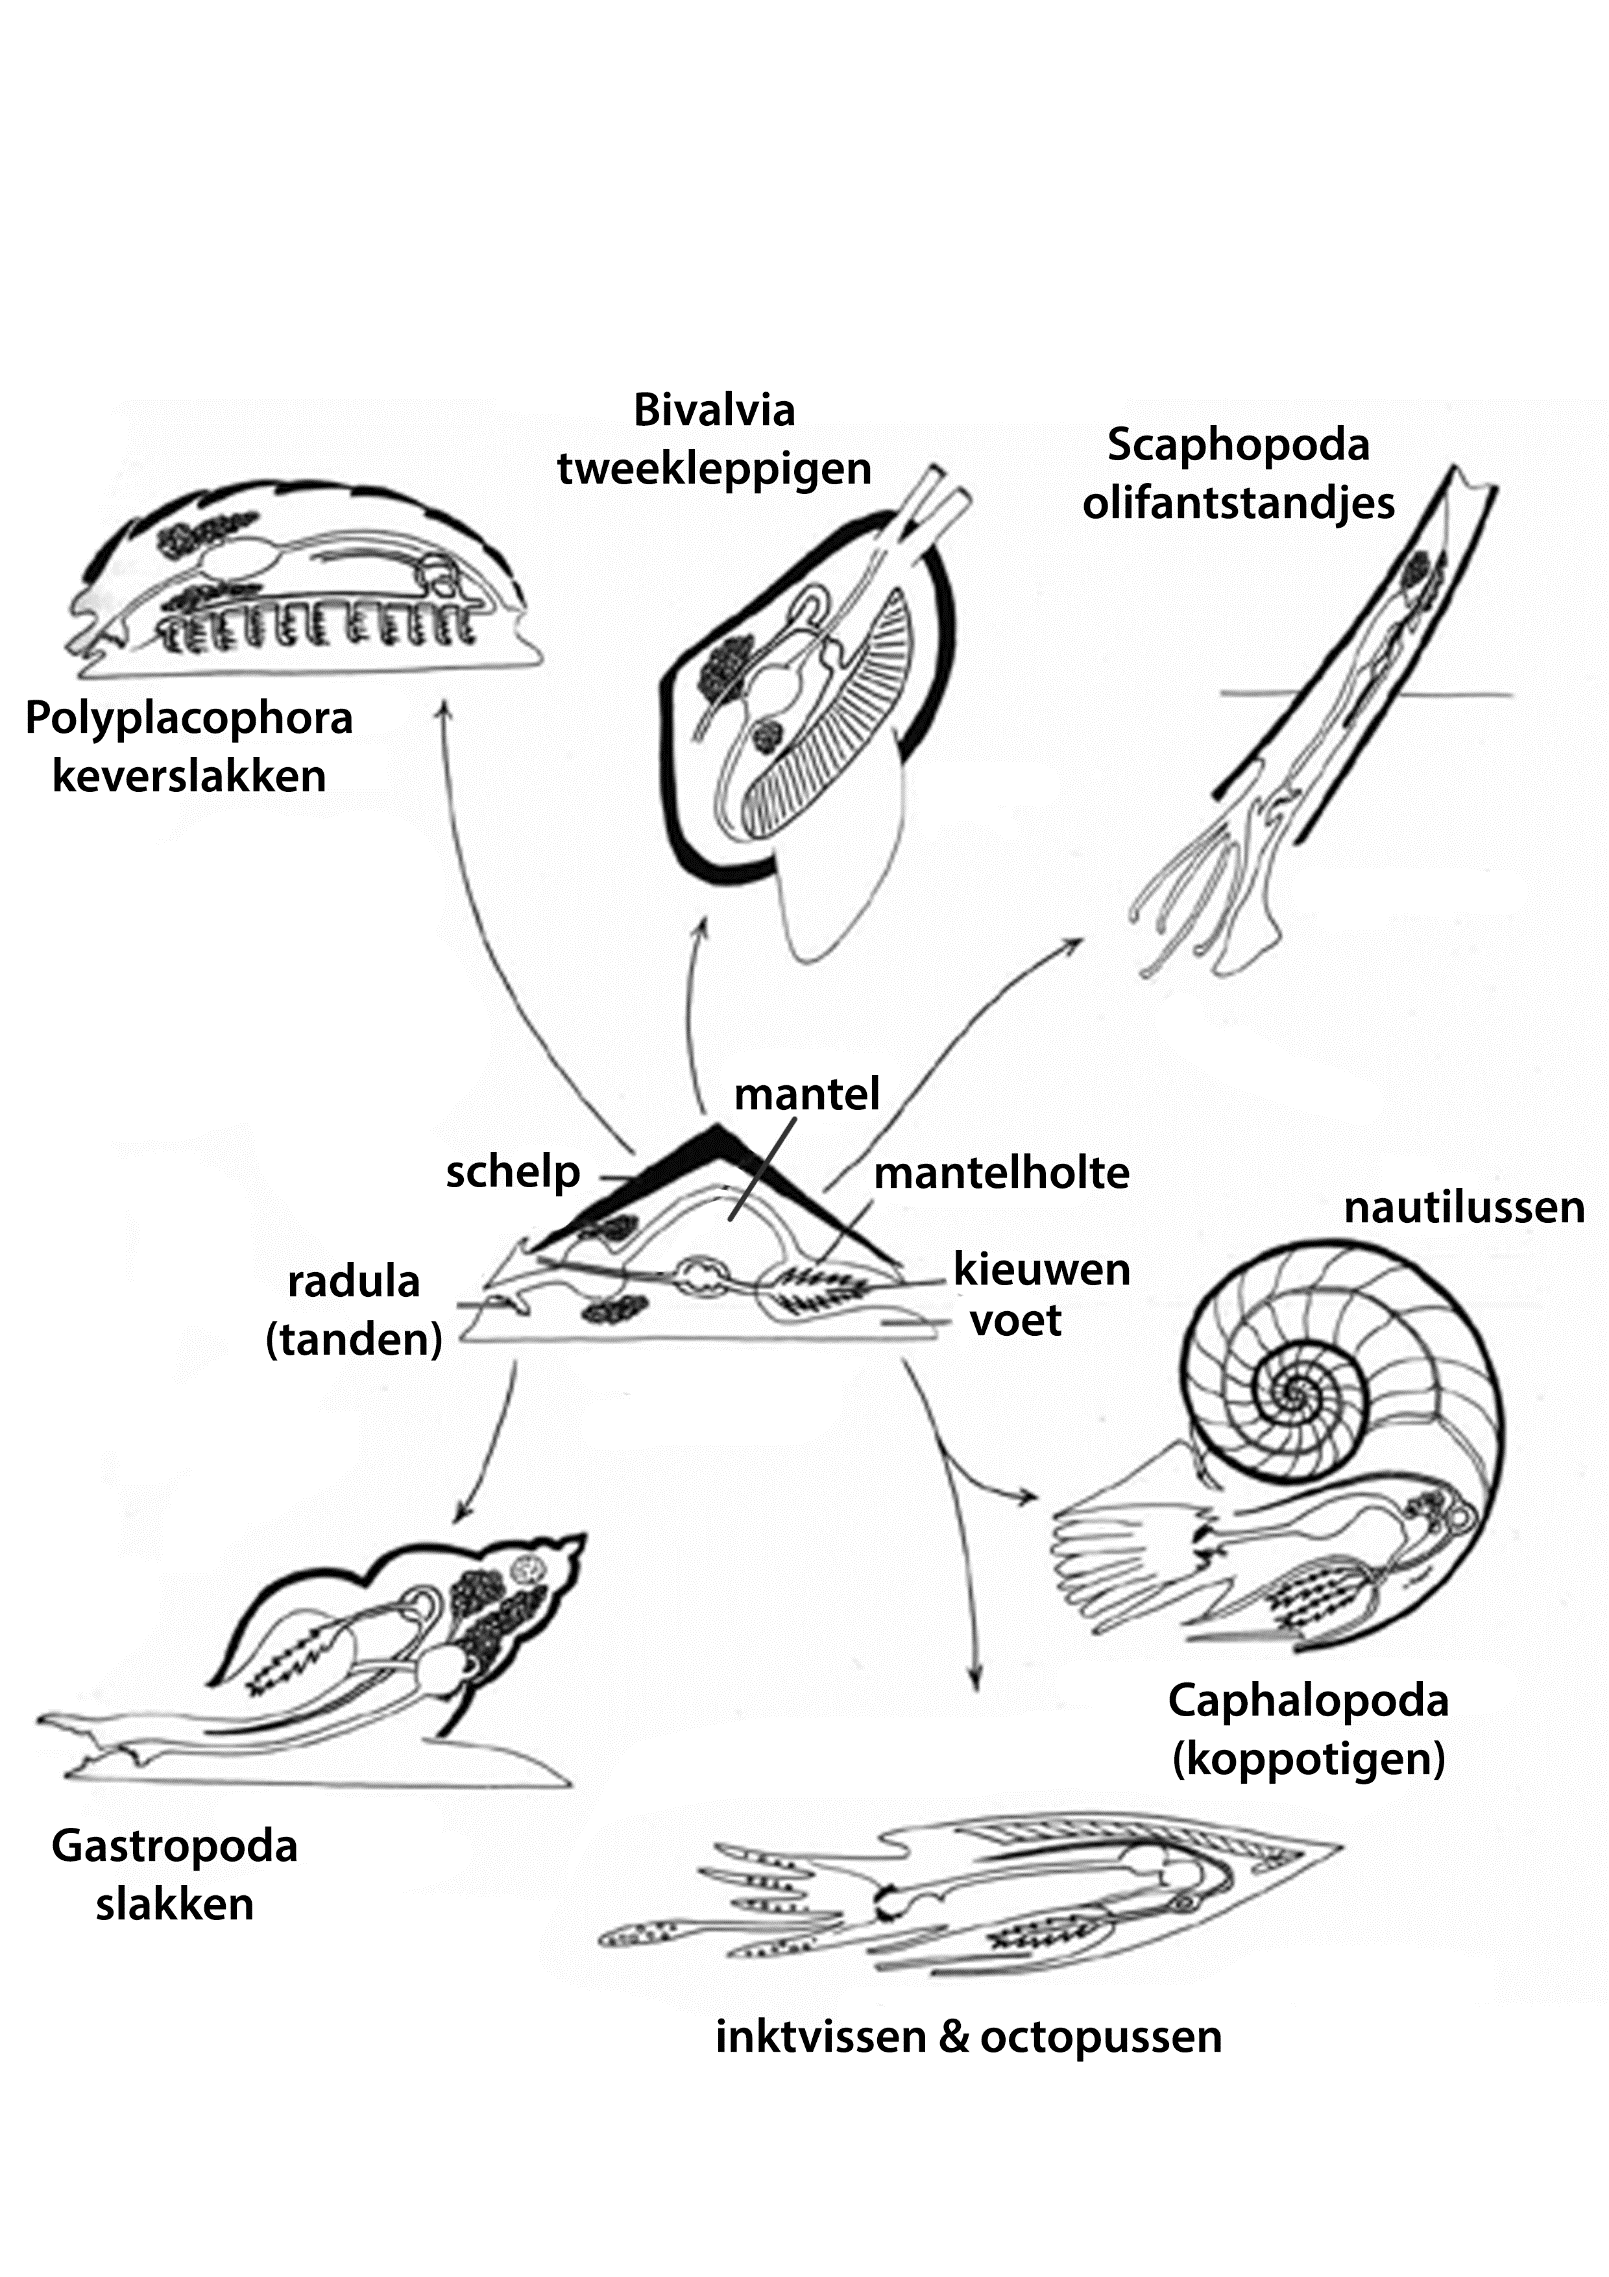 Bivalvia
tweekleppigen
Scaphopoda
olifantstandjes
Polyplacophora
keverslakken
mantel
schelp
mantelholte
nautilussen
radula
(tanden)
kieuwen
voet
Caphalopoda
(koppotigen)
Gastropoda
slakken
inktvissen & octopussen